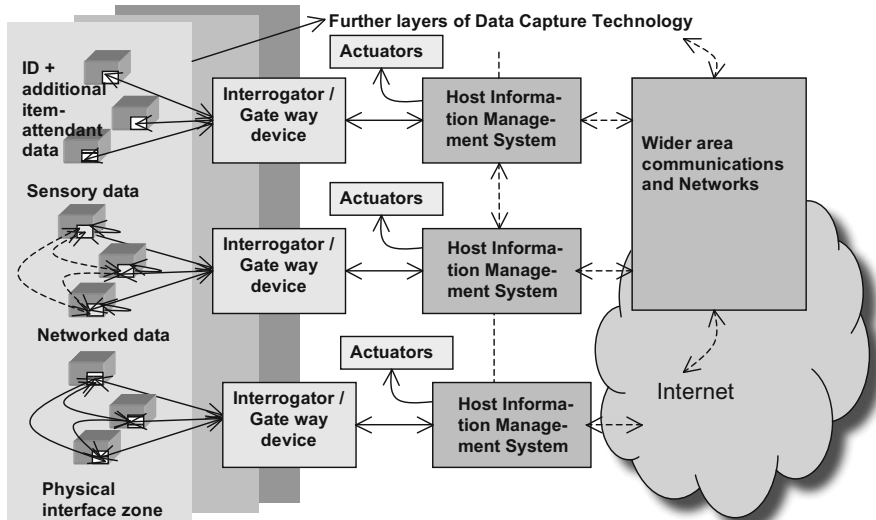 Further layers of Data Capture Technology
ID +
additional
item-
attendant
data
Actuators
Interrogator /
Gate way
device
Host Informa-
tion Manage-
ment System
Wider area
communications
and Networks
Sensory data
Actuators
Interrogator /
Gate way
device
Host Informa-
tion Manage-
ment System
Networked data
Actuators
Interrogator /
Gate way
device
Host Informa-
tion Manage-
ment System
Internet
Physical
interface zone